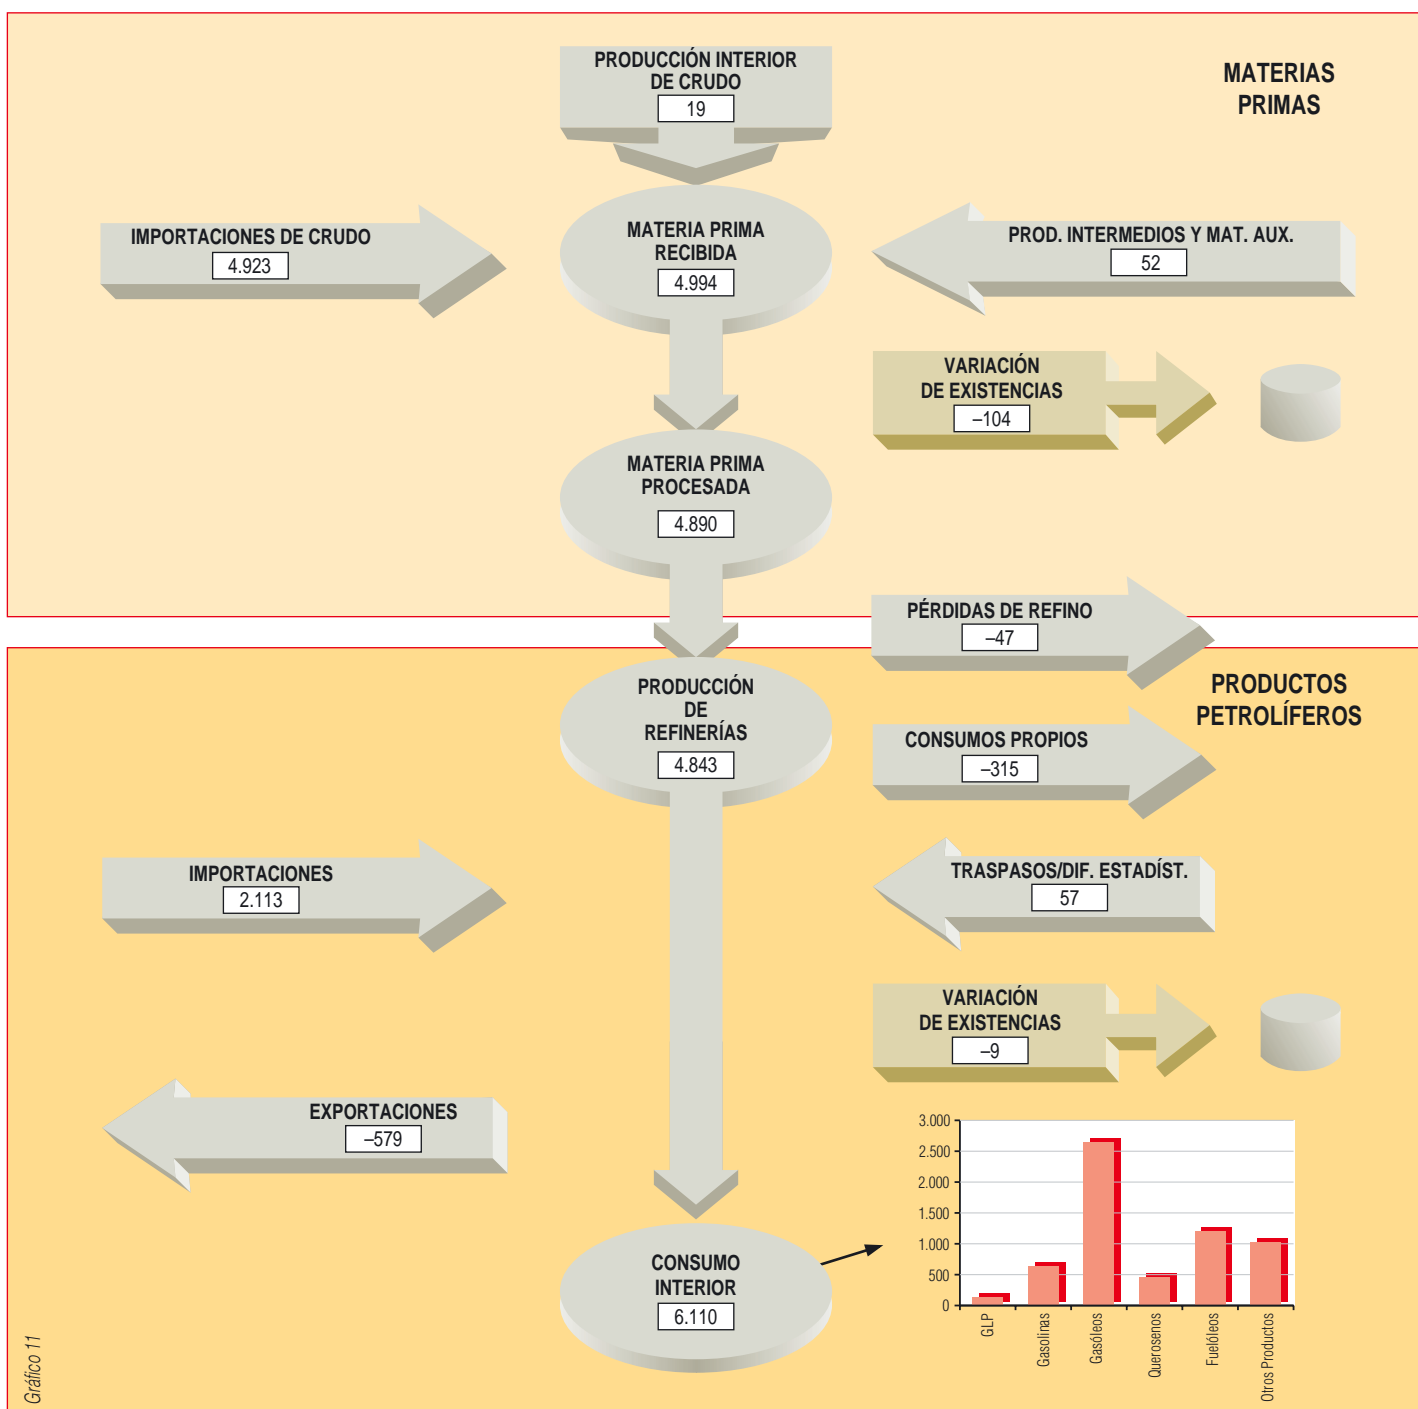 PRODUCCIÓN INTERIOR
DE CRUDO
19
MATERIAS
PRIMAS
IMPORTACIONES DE CRUDO
4.923
MATERIA PRIMA
RECIBIDA
4.994
PROD. INTERMEDIOS Y MAT. AUX.
52
VARIACIÓN
DE EXISTENCIAS
–104
MATERIA PRIMA
PROCESADA
4.890
PÉRDIDAS DE REFINO
–47
PRODUCTOS
PETROLÍFEROS
PRODUCCIÓN
DE
REFINERÍAS
4.843
CONSUMOS PROPIOS
–315
IMPORTACIONES
2.113
TRASPASOS/DIF. ESTADÍST.
57
VARIACIÓN
DE EXISTENCIAS
–9
EXPORTACIONES
–579
CONSUMO
INTERIOR
6.110
3.000
2.500
2.000
1.500
1.000
500
0
GLP
Gasolinas
Gasóleos
Querosenos
Fuelóleos
Otros Productos
Gráfico 11